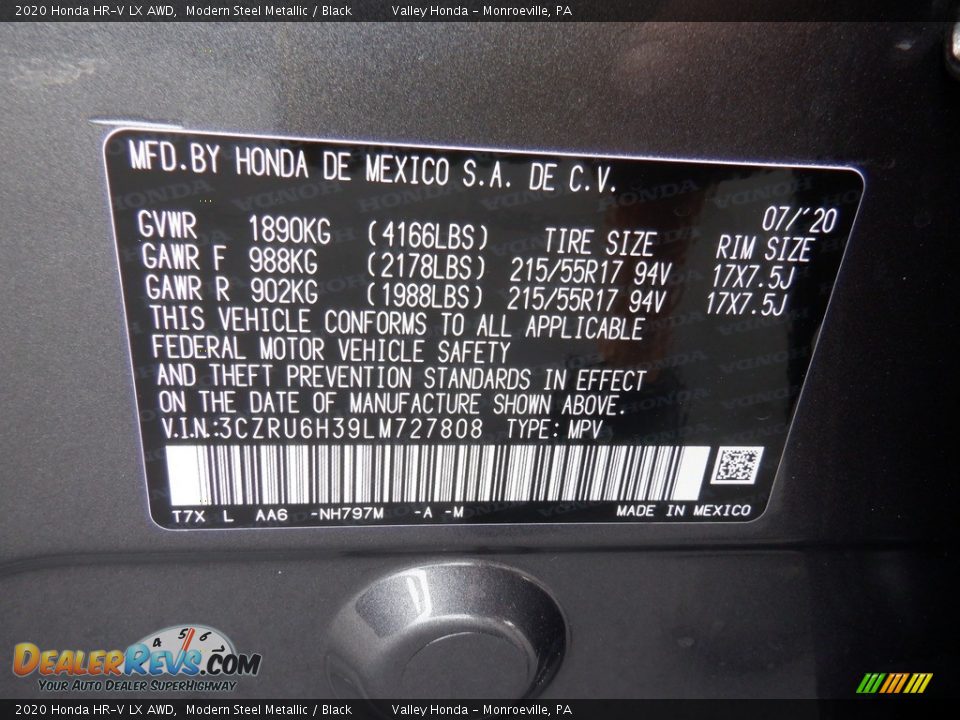 2020 Honda HR-V LX AWD, Modern Steel Metallic / Black Valley Honda - Monroeville, PA
MFD.BY HONDA DE MEXICO S.A. DE C.V.
07/'20
GVWR 1890KG (4166LBS) TIRE SIZE RIM SIZE
GAWR F 988KG (2178LBS) 215/55R17 94V 17X7.5J
GAWR R 902KG (1988LBS) 215/55R17 94V 17X7.5J
THIS VEHICLE CONFORMS TO ALL APPLICABLE
FEDERAL MOTOR VEHICLE SAFETY
AND THEFT PREVENTION STANDARDS IN EFFECT
ON THE DATE OF MANUFACTURE SHOWN ABOVE.
V.I.N.:3CZRU6H39LM727808 TYPE: MPV
T7X L AA6 -NH797M -A -M MADE IN MEXICO
4 5 6
DEALERREVS.COM
YOUR AUTO DEALER SUPERHIGHWAY
2020 Honda HR-V LX AWD, Modern Steel Metallic / Black Valley Honda - Monroeville, PA